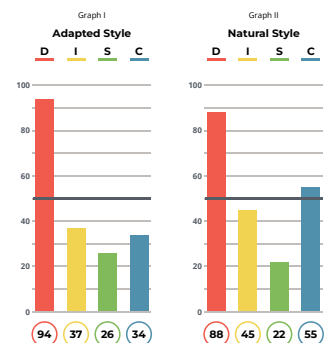 Graph I
Adapted Style
D I S C
100
80
60
40
20
0
94 37 26 34
Graph II
Natural Style
D I S C
100
80
60
40
20
0
88 45 22 55